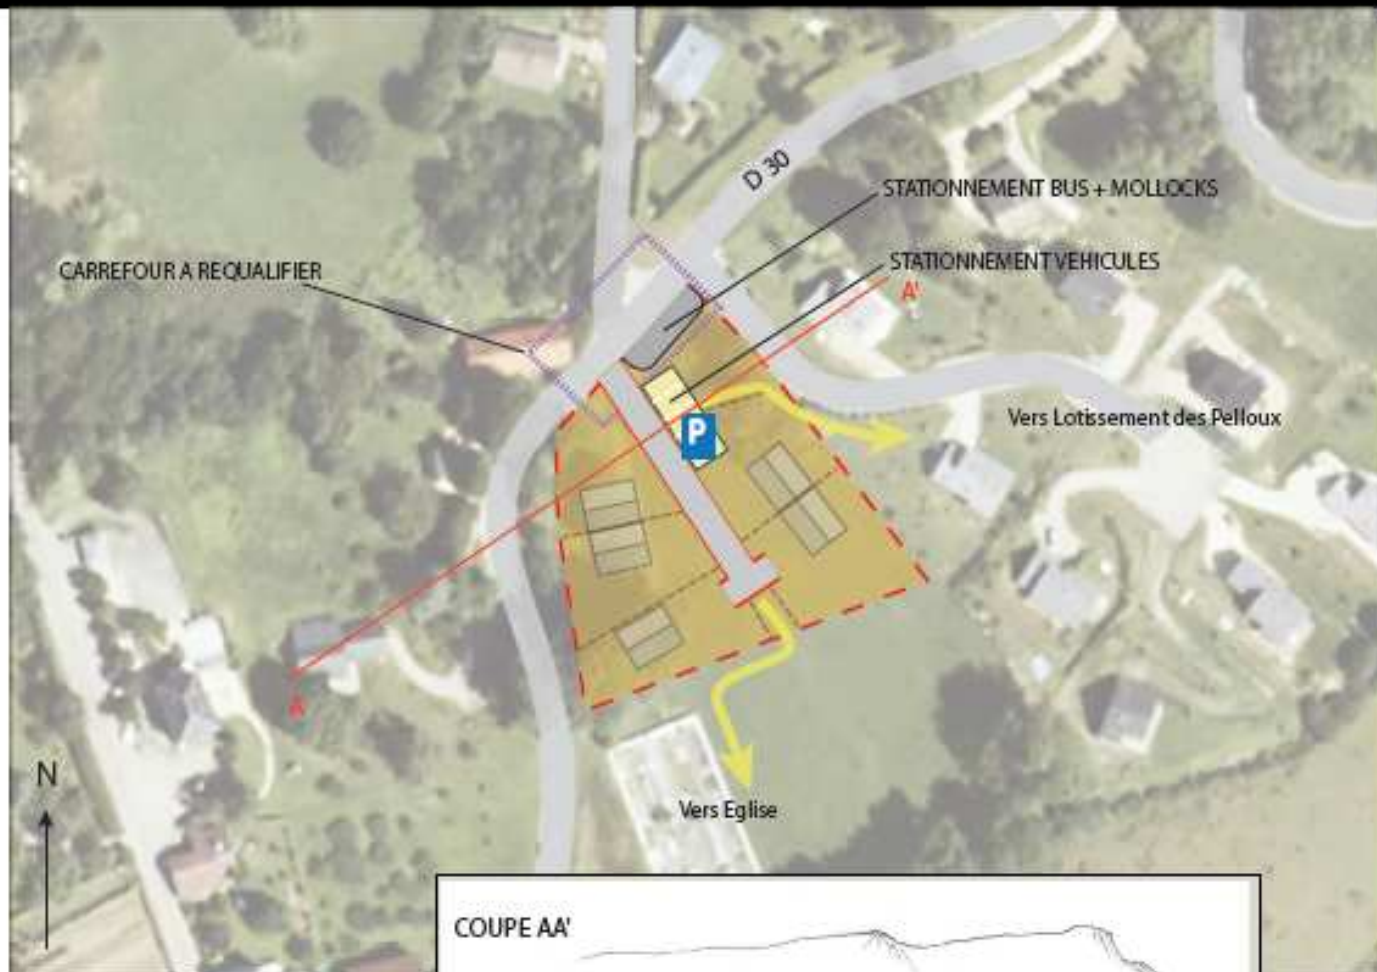 D 30
STATIONNEMENT BUS + MOLLOCKS
CARREFOUR A REQUALIFIER
STATIONNEMENT VEHICULES
A'
P
Vers Lotissement des Pelloux
A
N
Vers Eglise
COUPE AA'